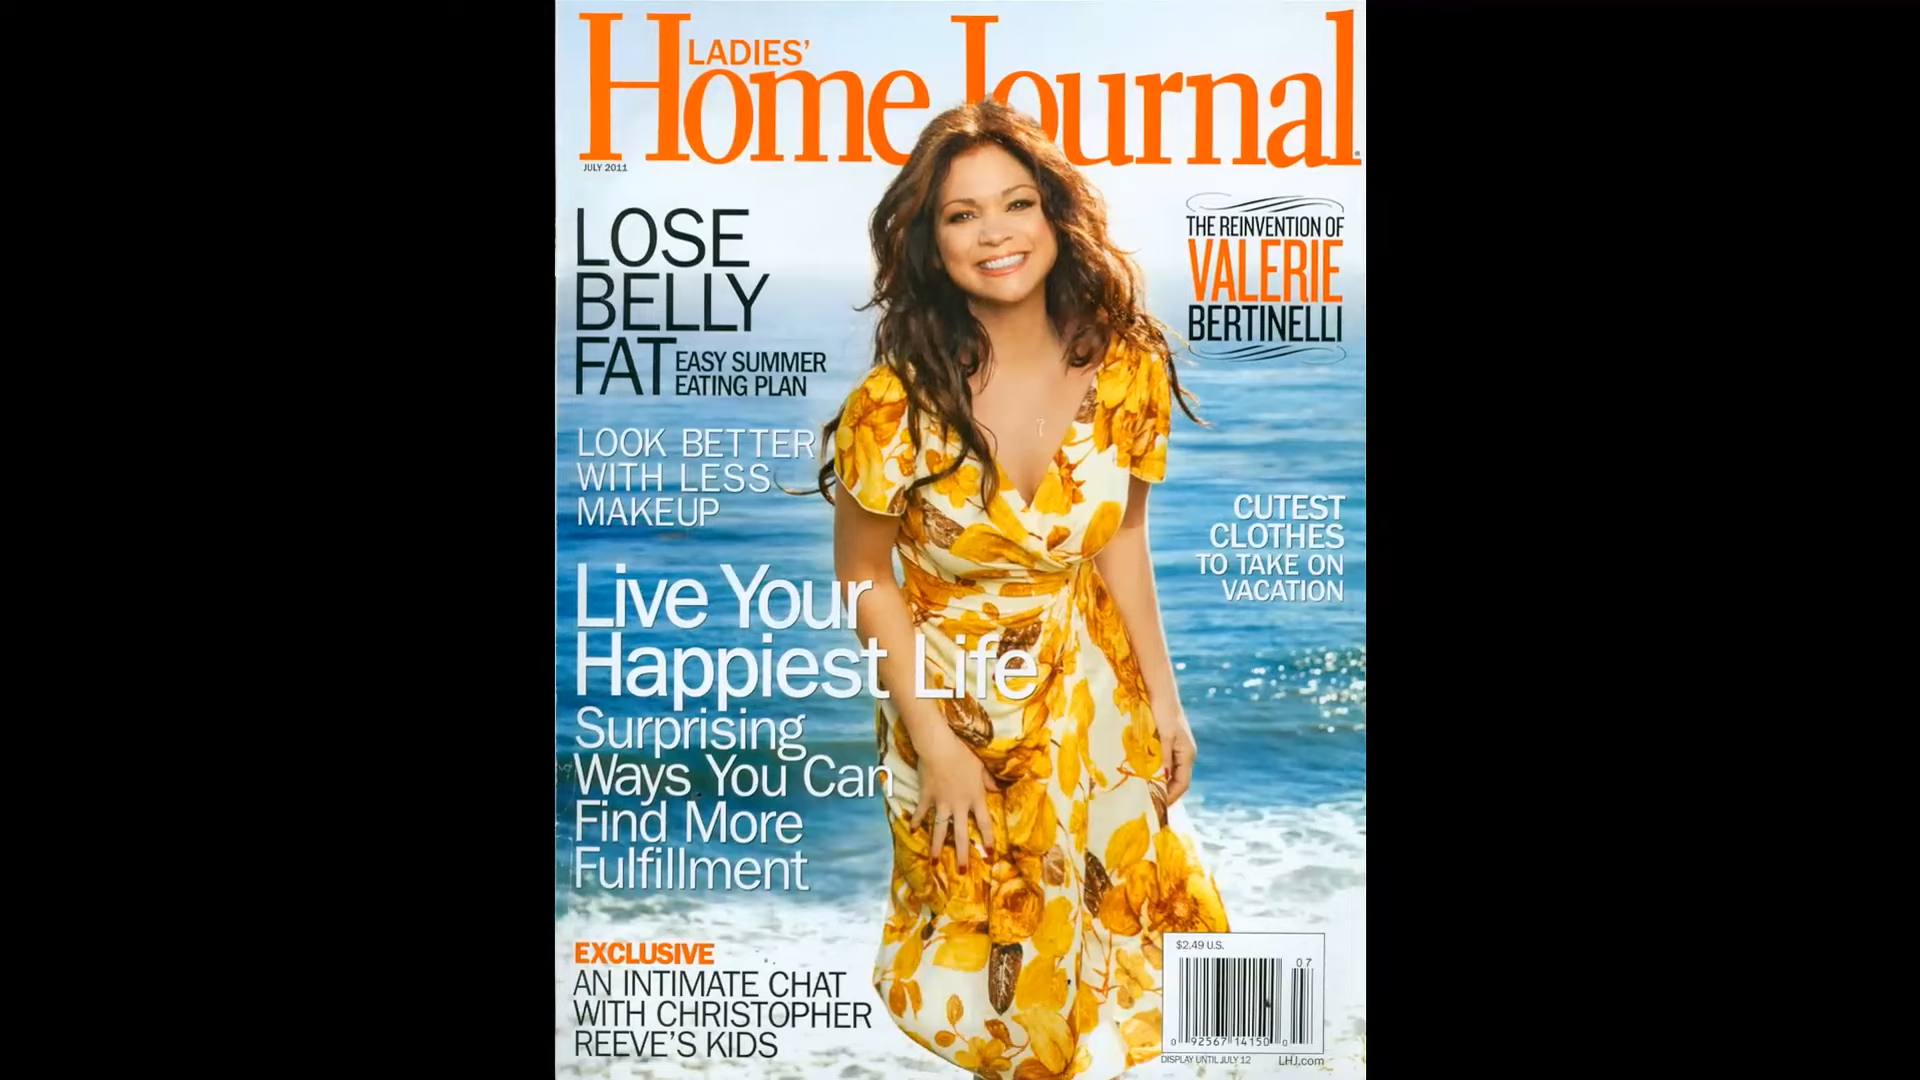 LADIES'
Home Journal
JULY 2011
LOSE
BELLY
FAT EASY SUMMER
EATING PLAN
THE REINVENTION OF
VALERIE
BERTINELLI
LOOK BETTER
WITH LESS
MAKEUP
CUTEST
CLOTHES
TO TAKE ON
VACATION
Live Your
Happiest Life
Surprising
Ways You Can
Find More
Fulfillment
EXCLUSIVE
AN INTIMATE CHAT
WITH CHRISTOPHER
REEVE'S KIDS
$2.49 U.S.
07
0 92567 14150 0
DISPLAY UNTIL JULY 12
LHJ.com